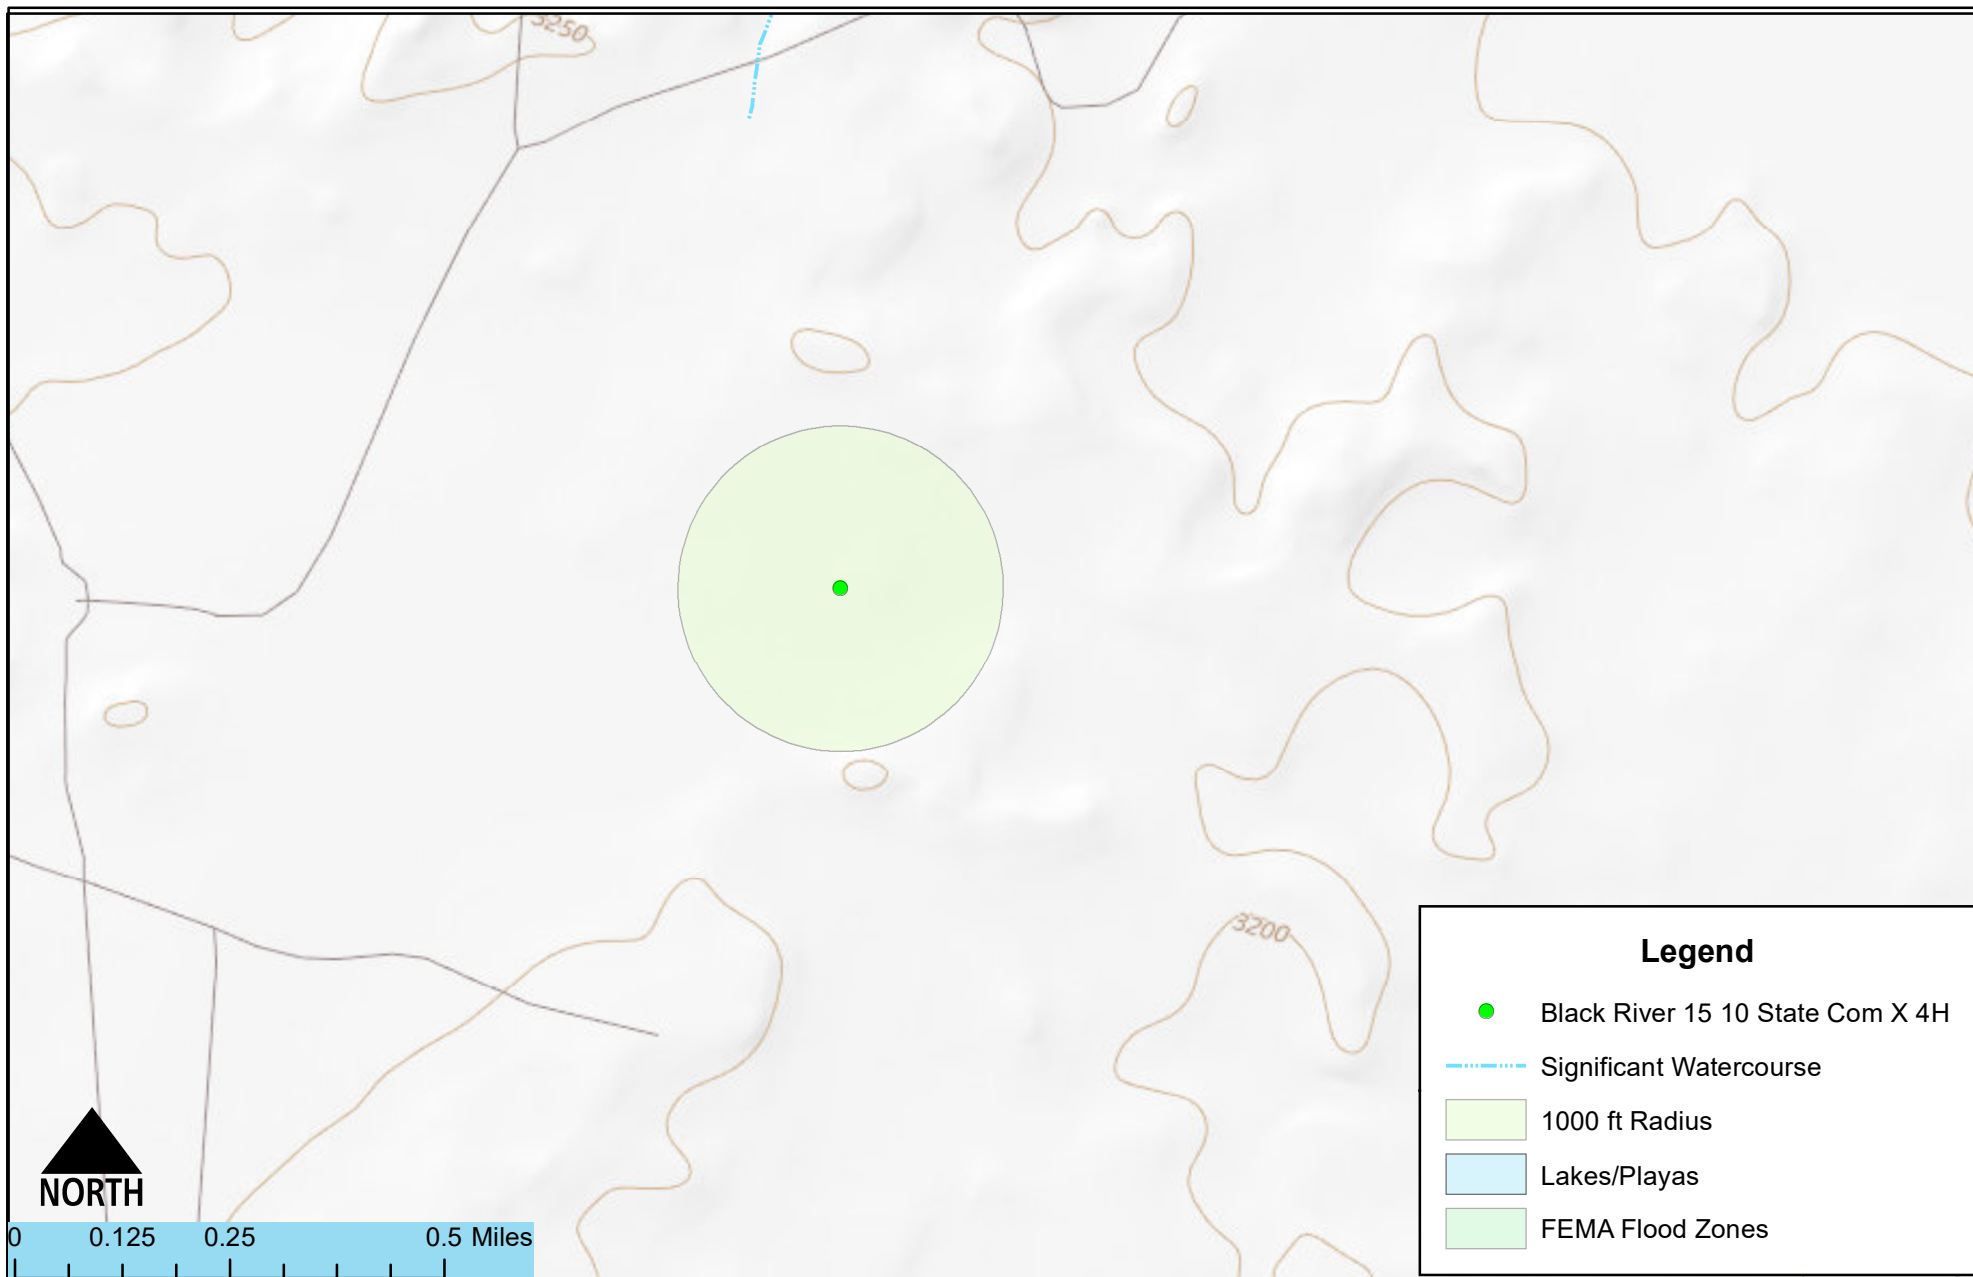 3250
3200
Legend
Black River 15 10 State Com X 4H
Significant Watercourse
1000 ft Radius
Lakes/Playas
FEMA Flood Zones
NORTH
0 0.125 0.25 0.5 Miles